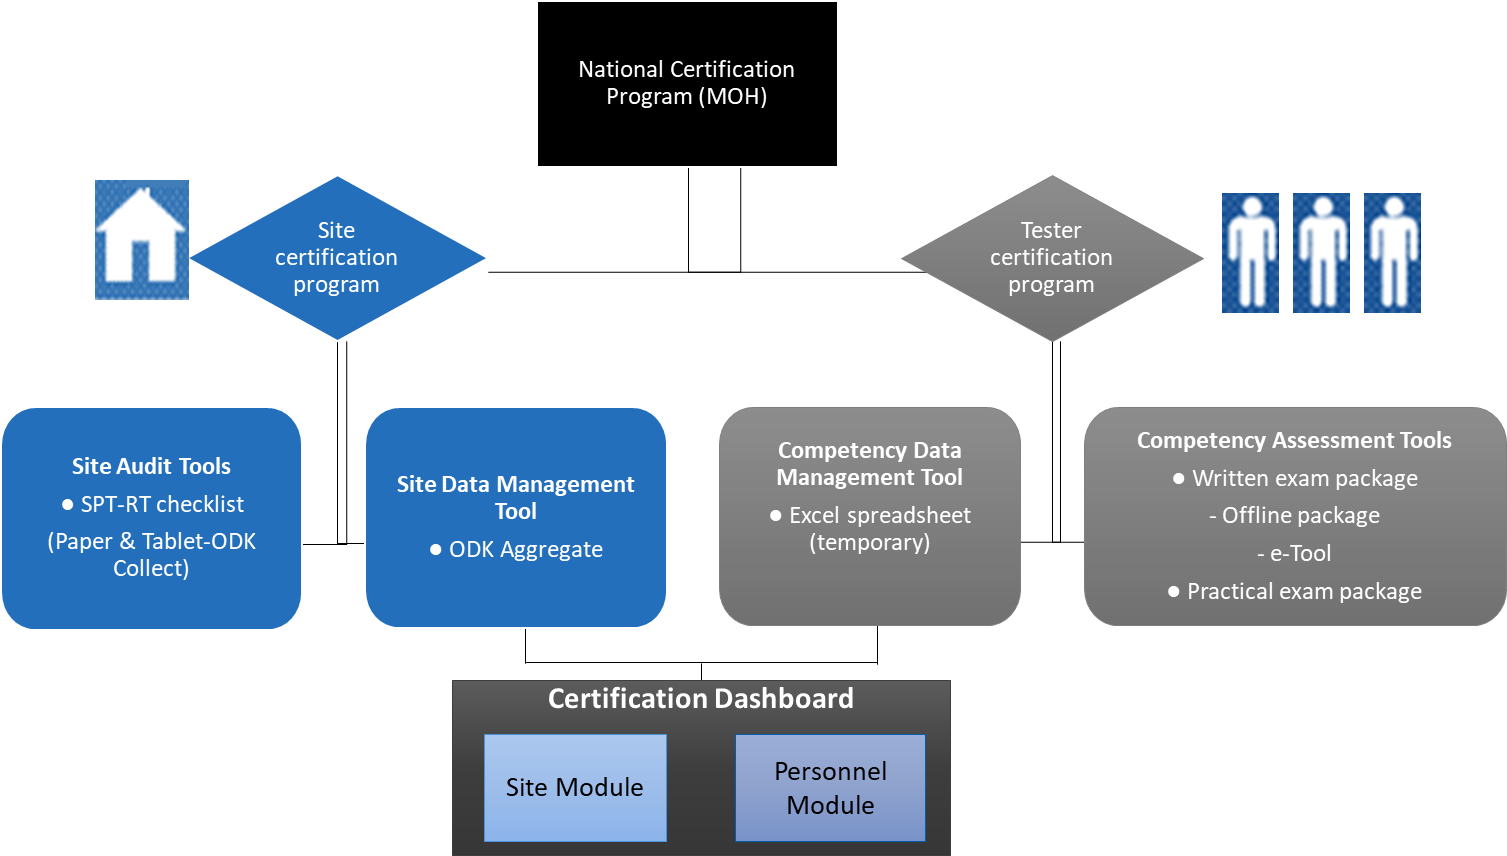 National Certification
Program (MOH)
Site
certification
program
Tester
certification
program
Site Audit Tools
● SPT-RT checklist
(Paper & Tablet-ODK
Collect)
Site Data Management
Tool
● ODK Aggregate
Competency Data
Management Tool
● Excel spreadsheet
(temporary)
Competency Assessment Tools
● Written exam package
- Offline package
- e-Tool
● Practical exam package
Certification Dashboard
Site Module
Personnel
Module